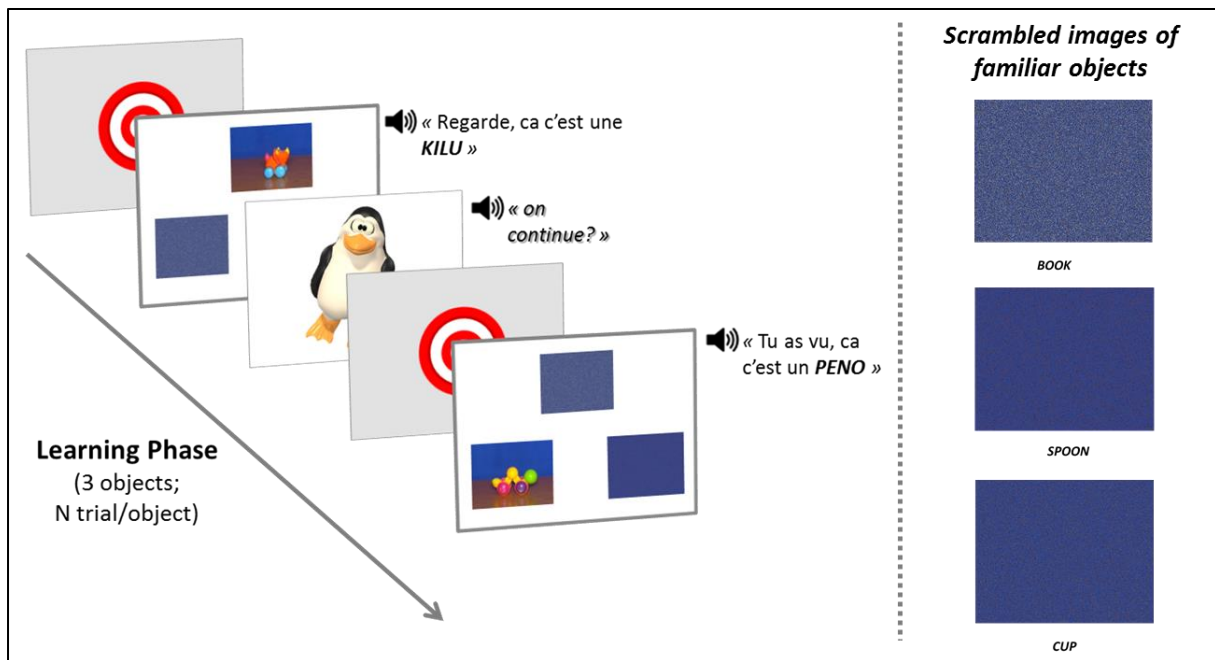 « Regarde, ca c’est une
KILU »
« on
continue? »
« Tu as vu, ca
c’est un PENO »
Learning Phase
(3 objects;
N trial/object)
Scrambled images of
familiar objects
BOOK
SPOON
CUP